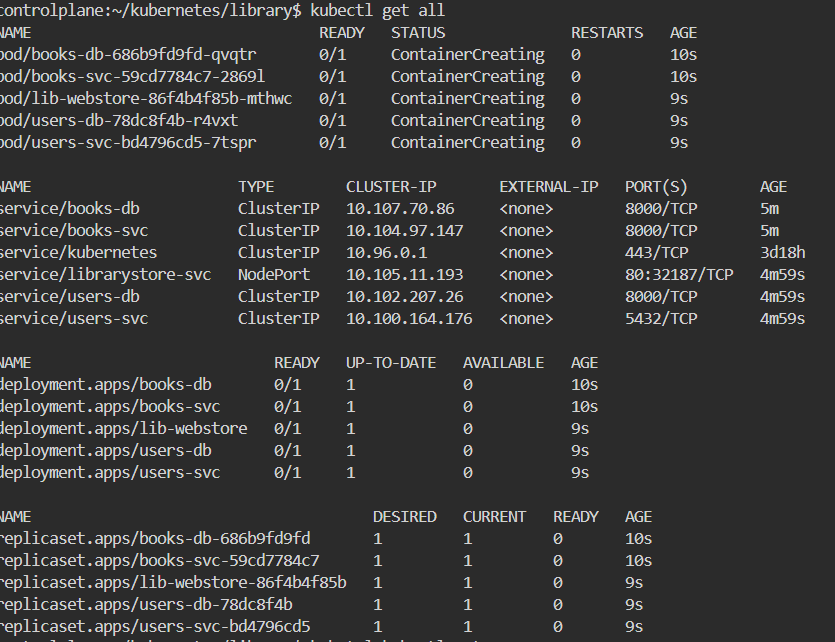 controlplane:~/kubernetes/library$ kubectl get all
NAME READY STATUS RESTARTS AGE
pod/books-db-686b9fd9fd-qvqtr 0/1 ContainerCreating 0 10s
pod/books-svc-59cd7784c7-2869l 0/1 ContainerCreating 0 10s
pod/lib-webstore-86f4b4f85b-mthwc 0/1 ContainerCreating 0 9s
pod/users-db-78dc8f4b-r4vxt 0/1 ContainerCreating 0 9s
pod/users-svc-bd4796cd5-7tspr 0/1 ContainerCreating 0 9s
NAME TYPE CLUSTER-IP EXTERNAL-IP PORT(S) AGE
service/books-db ClusterIP 10.107.70.86 <none> 8000/TCP 5m
service/books-svc ClusterIP 10.104.97.147 <none> 8000/TCP 5m
service/kubernetes ClusterIP 10.96.0.1 <none> 443/TCP 3d18h
service/librarystore-svc NodePort 10.105.11.193 <none> 80:32187/TCP 4m59s
service/users-db ClusterIP 10.102.207.26 <none> 8000/TCP 4m59s
service/users-svc ClusterIP 10.100.164.176 <none> 5432/TCP 4m59s
NAME READY UP-TO-DATE AVAILABLE AGE
deployment.apps/books-db 0/1 1 0 10s
deployment.apps/books-svc 0/1 1 0 10s
deployment.apps/lib-webstore 0/1 1 0 9s
deployment.apps/users-db 0/1 1 0 9s
deployment.apps/users-svc 0/1 1 0 9s
NAME DESIRED CURRENT READY AGE
replicaset.apps/books-db-686b9fd9fd 1 1 0 10s
replicaset.apps/books-svc-59cd7784c7 1 1 0 10s
replicaset.apps/lib-webstore-86f4b4f85b 1 1 0 9s
replicaset.apps/users-db-78dc8f4b 1 1 0 9s
replicaset.apps/users-svc-bd4796cd5 1 1 0 9s